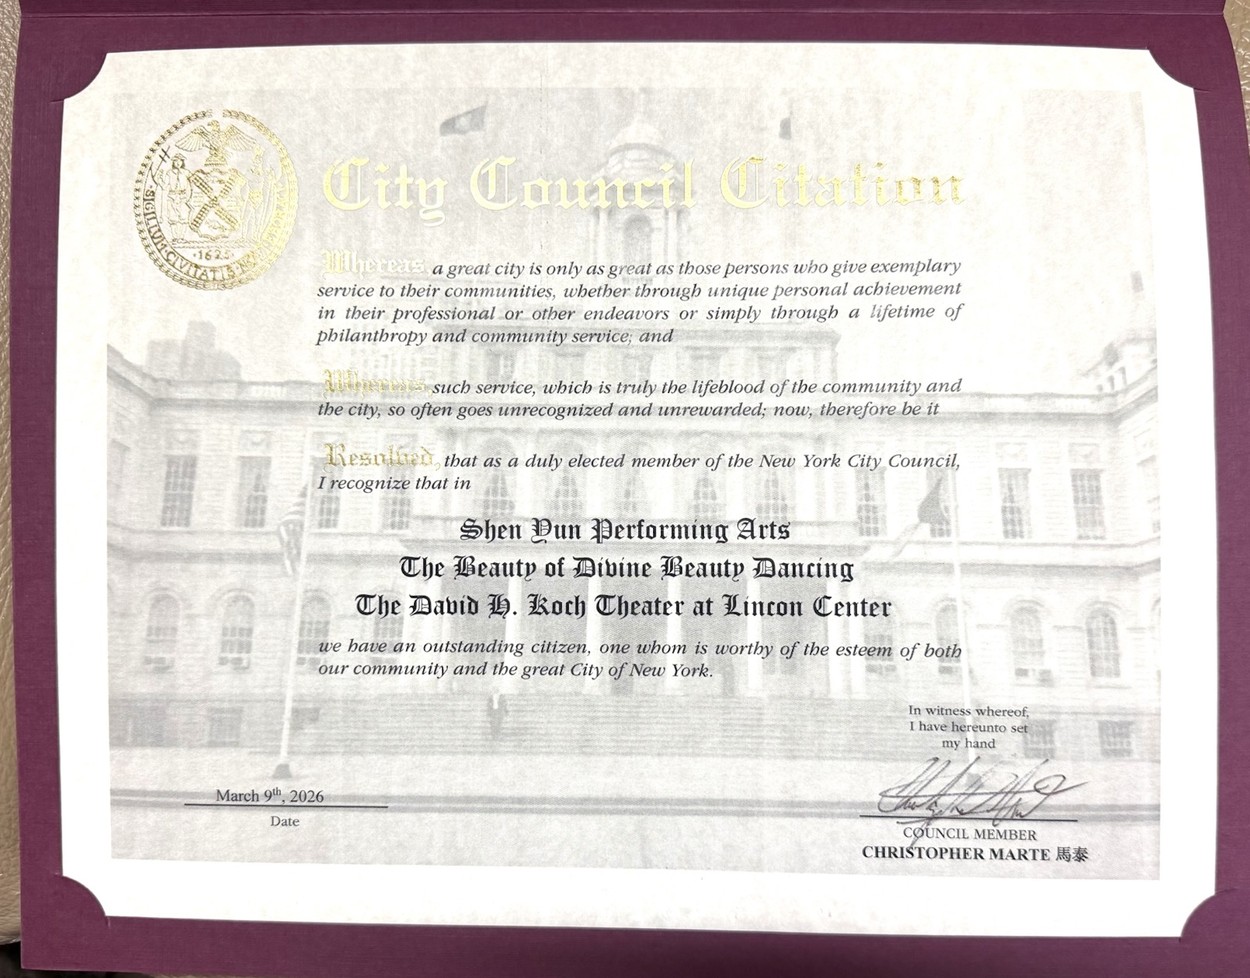 City Council Citation
SIGILLUM CIVITATIS
1625
Whereas, a great city is only as great as those persons who give exemplary
service to their communities, whether through unique personal achievement
in their professional or other endeavors or simply through a lifetime of
philanthropy and community service; and
Whereas, such service, which is truly the lifeblood of the community and
the city, so often goes unrecognized and unrewarded; now, therefore be it
Resolved, that as a duly elected member of the New York City Council,
I recognize that in
Shen Yun Performing Arts
The Beauty of Divine Beauty Dancing
The David H. Koch Theater at Lincon Center
we have an outstanding citizen, one whom is worthy of the esteem of both
our community and the great City of New York.
In witness whereof,
I have hereunto set
my hand
March 9th, 2026
Date
COUNCIL MEMBER
CHRISTOPHER MARTE 馬泰